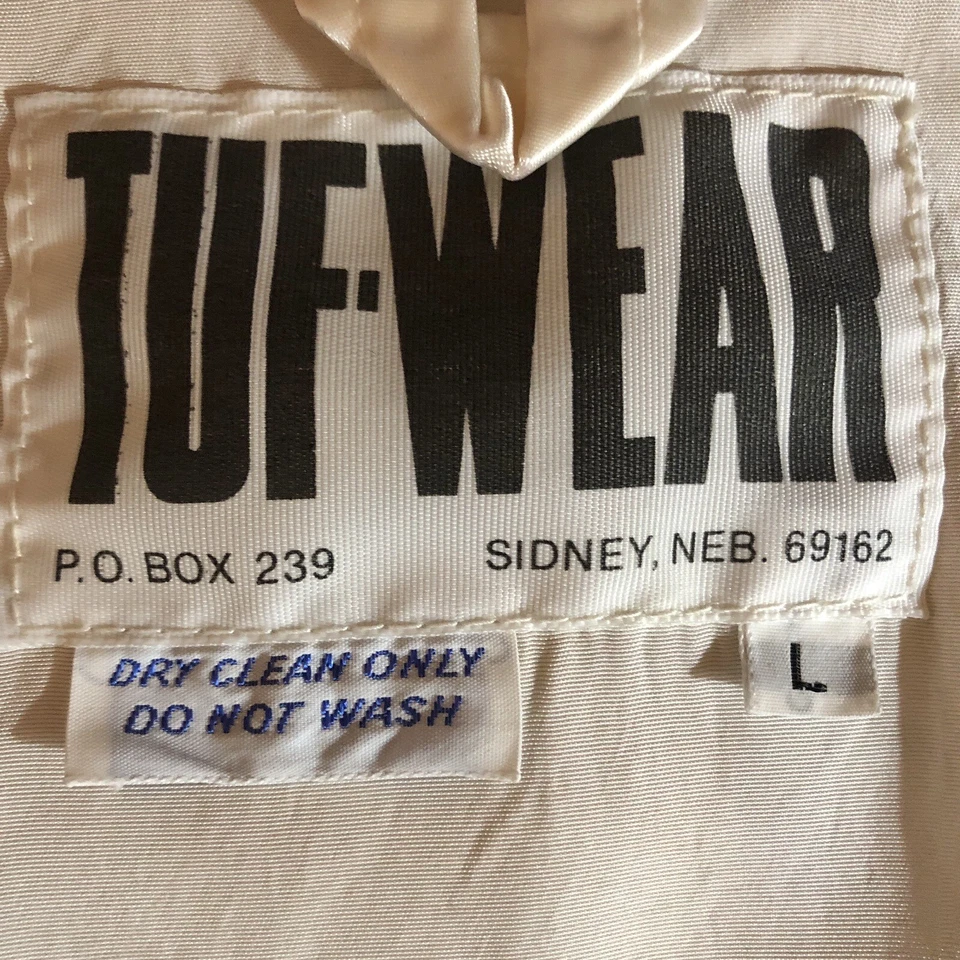 TUF-WEAR
P.O. BOX 239 SIDNEY, NEB. 69162
DRY CLEAN ONLY
DO NOT WASH
L